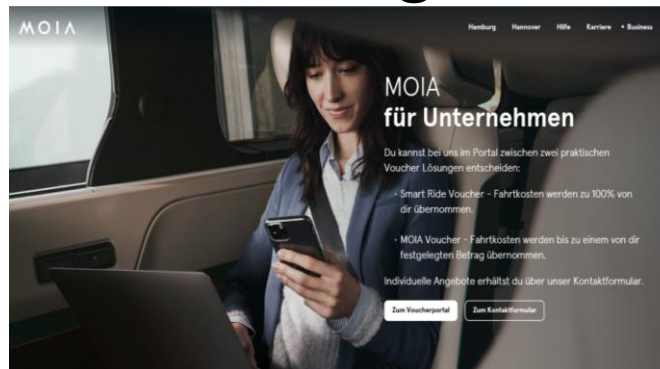 MOIA
Hamburg Hannover Hilfe Karriere • Business
MOIA
für Unternehmen
Du kannst bei uns im Portal zwischen zwei praktischen
Voucher Lösungen entscheiden:
• Smart Ride Voucher – Fahrtkosten werden zu 100% von
dir übernommen.
• MOIA Voucher – Fahrtkosten werden bis zu einem von dir
festgelegten Betrag übernommen.
Individuelle Angebote erhältst du über unser Kontaktformular.
Zum Voucherportal Zum Kontaktformular